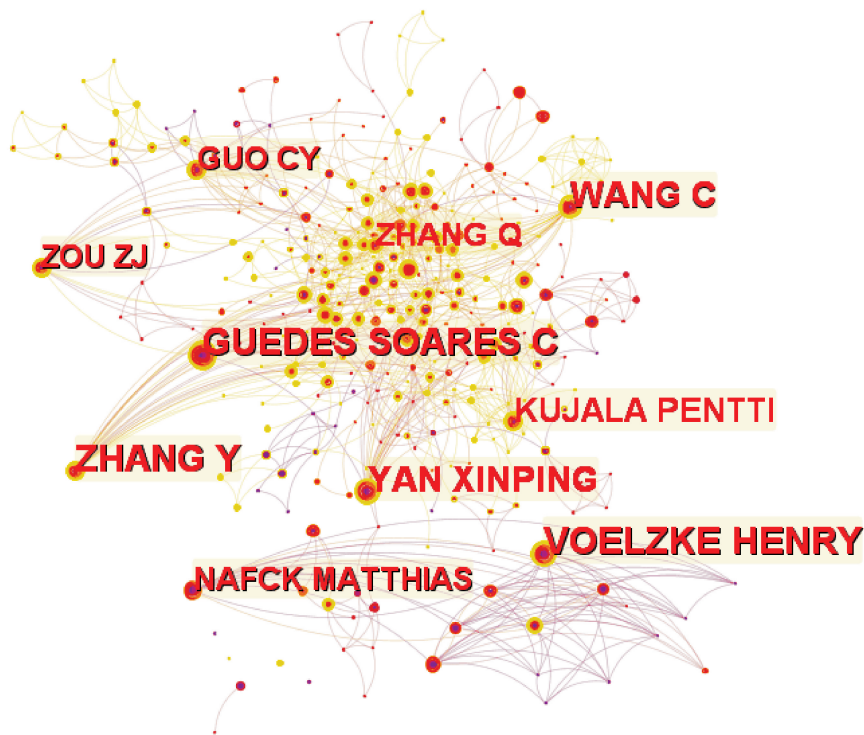 GUO CY
WANG C
ZHANG Q
ZOU ZJ
GUEDES SOARES C
KUJALA PENTTI
ZHANG Y
YAN XINPING
VOELZKE HENRY
NAFCK MATTHIAS